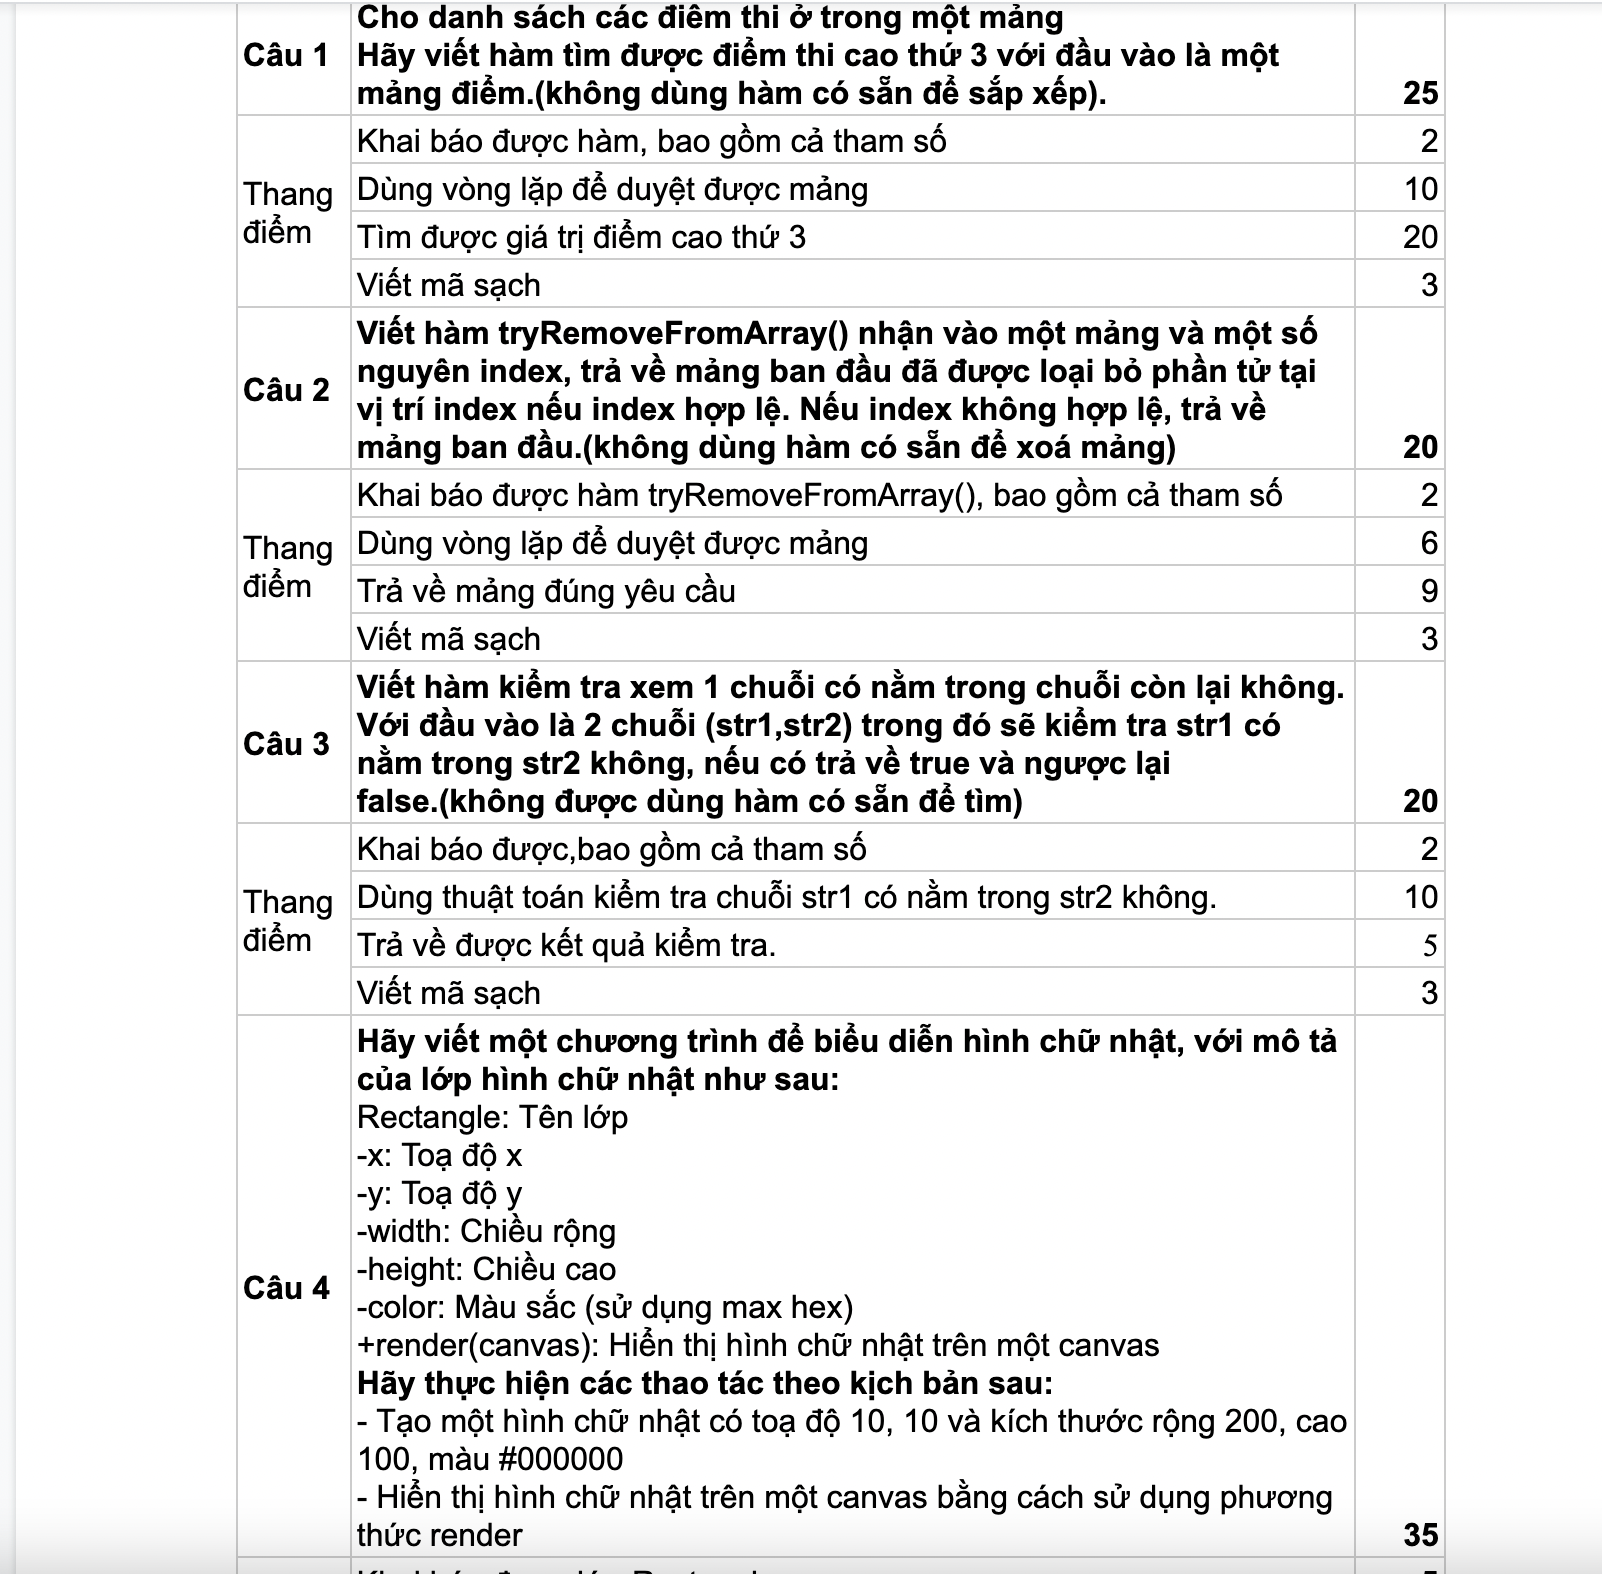 Cho danh sách các điểm thi ở trong một mảng
Câu 1
Hãy viết hàm tìm được điểm thi cao thứ 3 với đầu vào là một
mảng điểm.(không dùng hàm có sẵn để sắp xếp).
25
Thang
điểm
Khai báo được hàm, bao gồm cả tham số
2
Dùng vòng lặp để duyệt được mảng
10
Tìm được giá trị điểm cao thứ 3
20
Viết mã sạch
3
Câu 2
Viết hàm tryRemoveFromArray() nhận vào một mảng và một số
nguyên index, trả về mảng ban đầu đã được loại bỏ phần tử tại
vị trí index nếu index hợp lệ. Nếu index không hợp lệ, trả về
mảng ban đầu.(không dùng hàm có sẵn để xoá mảng)
20
Thang
điểm
Khai báo được hàm tryRemoveFromArray(), bao gồm cả tham số
2
Dùng vòng lặp để duyệt được mảng
6
Trả về mảng đúng yêu cầu
9
Viết mã sạch
3
Câu 3
Viết hàm kiểm tra xem 1 chuỗi có nằm trong chuỗi còn lại không.
Với đầu vào là 2 chuỗi (str1,str2) trong đó sẽ kiểm tra str1 có
nằm trong str2 không, nếu có trả về true và ngược lại
false.(không được dùng hàm có sẵn để tìm)
20
Thang
điểm
Khai báo được,bao gồm cả tham số
2
Dùng thuật toán kiểm tra chuỗi str1 có nằm trong str2 không.
10
Trả về được kết quả kiểm tra.
5
Viết mã sạch
3
Câu 4
Hãy viết một chương trình để biểu diễn hình chữ nhật, với mô tả
của lớp hình chữ nhật như sau:
Rectangle: Tên lớp
-x: Toạ độ x
-y: Toạ độ y
-width: Chiều rộng
-height: Chiều cao
-color: Màu sắc (sử dụng max hex)
+render(canvas): Hiển thị hình chữ nhật trên một canvas
Hãy thực hiện các thao tác theo kịch bản sau:
- Tạo một hình chữ nhật có toạ độ 10, 10 và kích thước rộng 200, cao
100, màu #000000
- Hiển thị hình chữ nhật trên một canvas bằng cách sử dụng phương
thức render
35